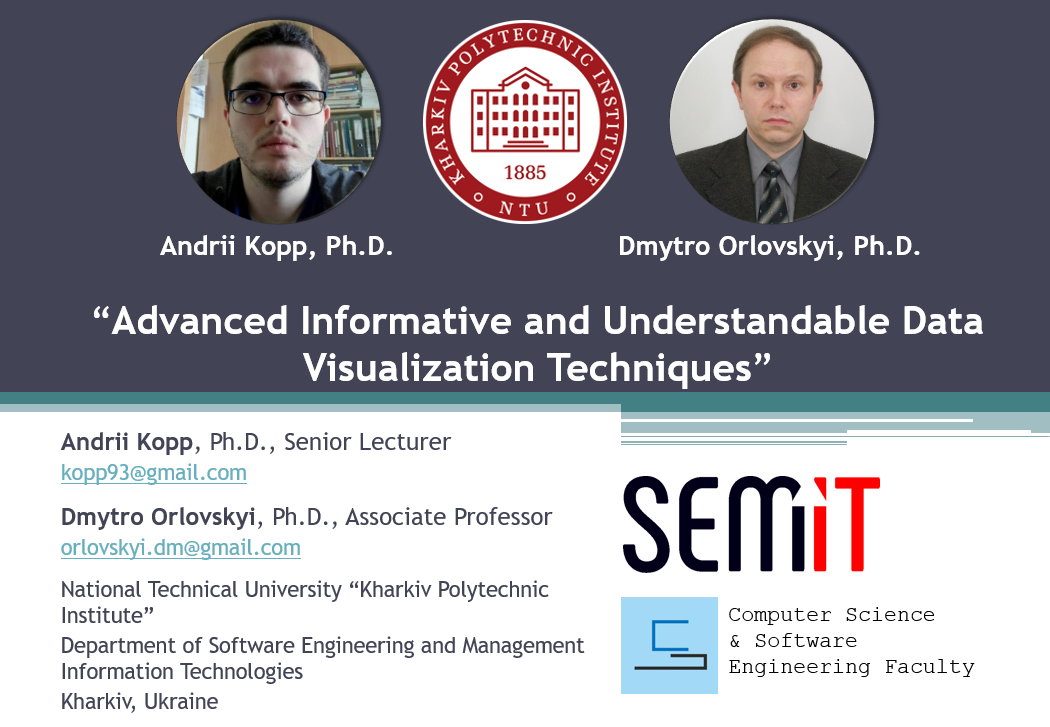 KHARKIV POLYTECHNIC INSTITUTE
1885
NTU
Andrii Kopp, Ph.D.
Dmytro Orlovskyi, Ph.D.
“Advanced Informative and Understandable Data
Visualization Techniques”
Andrii Kopp, Ph.D., Senior Lecturer
kopp93@gmail.com
Dmytro Orlovskyi, Ph.D., Associate Professor
orlovskyi.dm@gmail.com
National Technical University “Kharkiv Polytechnic
Institute”
Department of Software Engineering and Management
Information Technologies
Kharkiv, Ukraine
SEMiT
Computer Science
& Software
Engineering Faculty